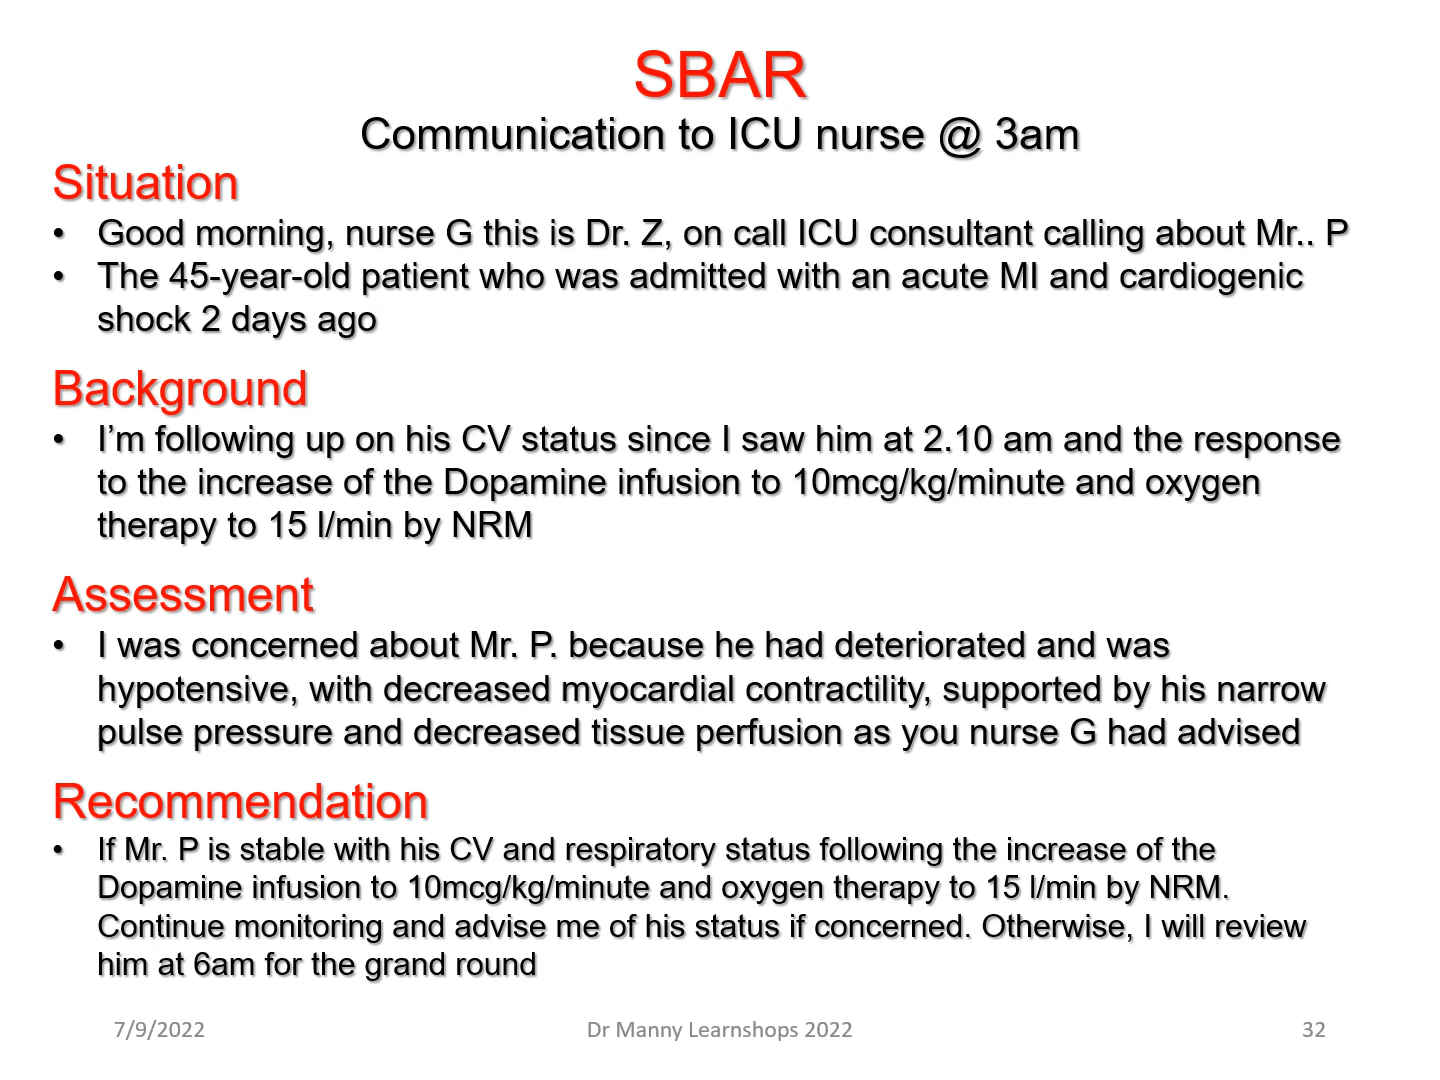 SBAR
Communication to ICU nurse @ 3am
Situation
• Good morning, nurse G this is Dr. Z, on call ICU consultant calling about Mr.. P
• The 45-year-old patient who was admitted with an acute MI and cardiogenic
shock 2 days ago
Background
• I’m following up on his CV status since I saw him at 2.10 am and the response
to the increase of the Dopamine infusion to 10mcg/kg/minute and oxygen
therapy to 15 l/min by NRM
Assessment
• I was concerned about Mr. P. because he had deteriorated and was
hypotensive, with decreased myocardial contractility, supported by his narrow
pulse pressure and decreased tissue perfusion as you nurse G had advised
Recommendation
• If Mr. P is stable with his CV and respiratory status following the increase of the
Dopamine infusion to 10mcg/kg/minute and oxygen therapy to 15 l/min by NRM.
Continue monitoring and advise me of his status if concerned. Otherwise, I will review
him at 6am for the grand round
7/9/2022 Dr Manny Learnshops 2022 32